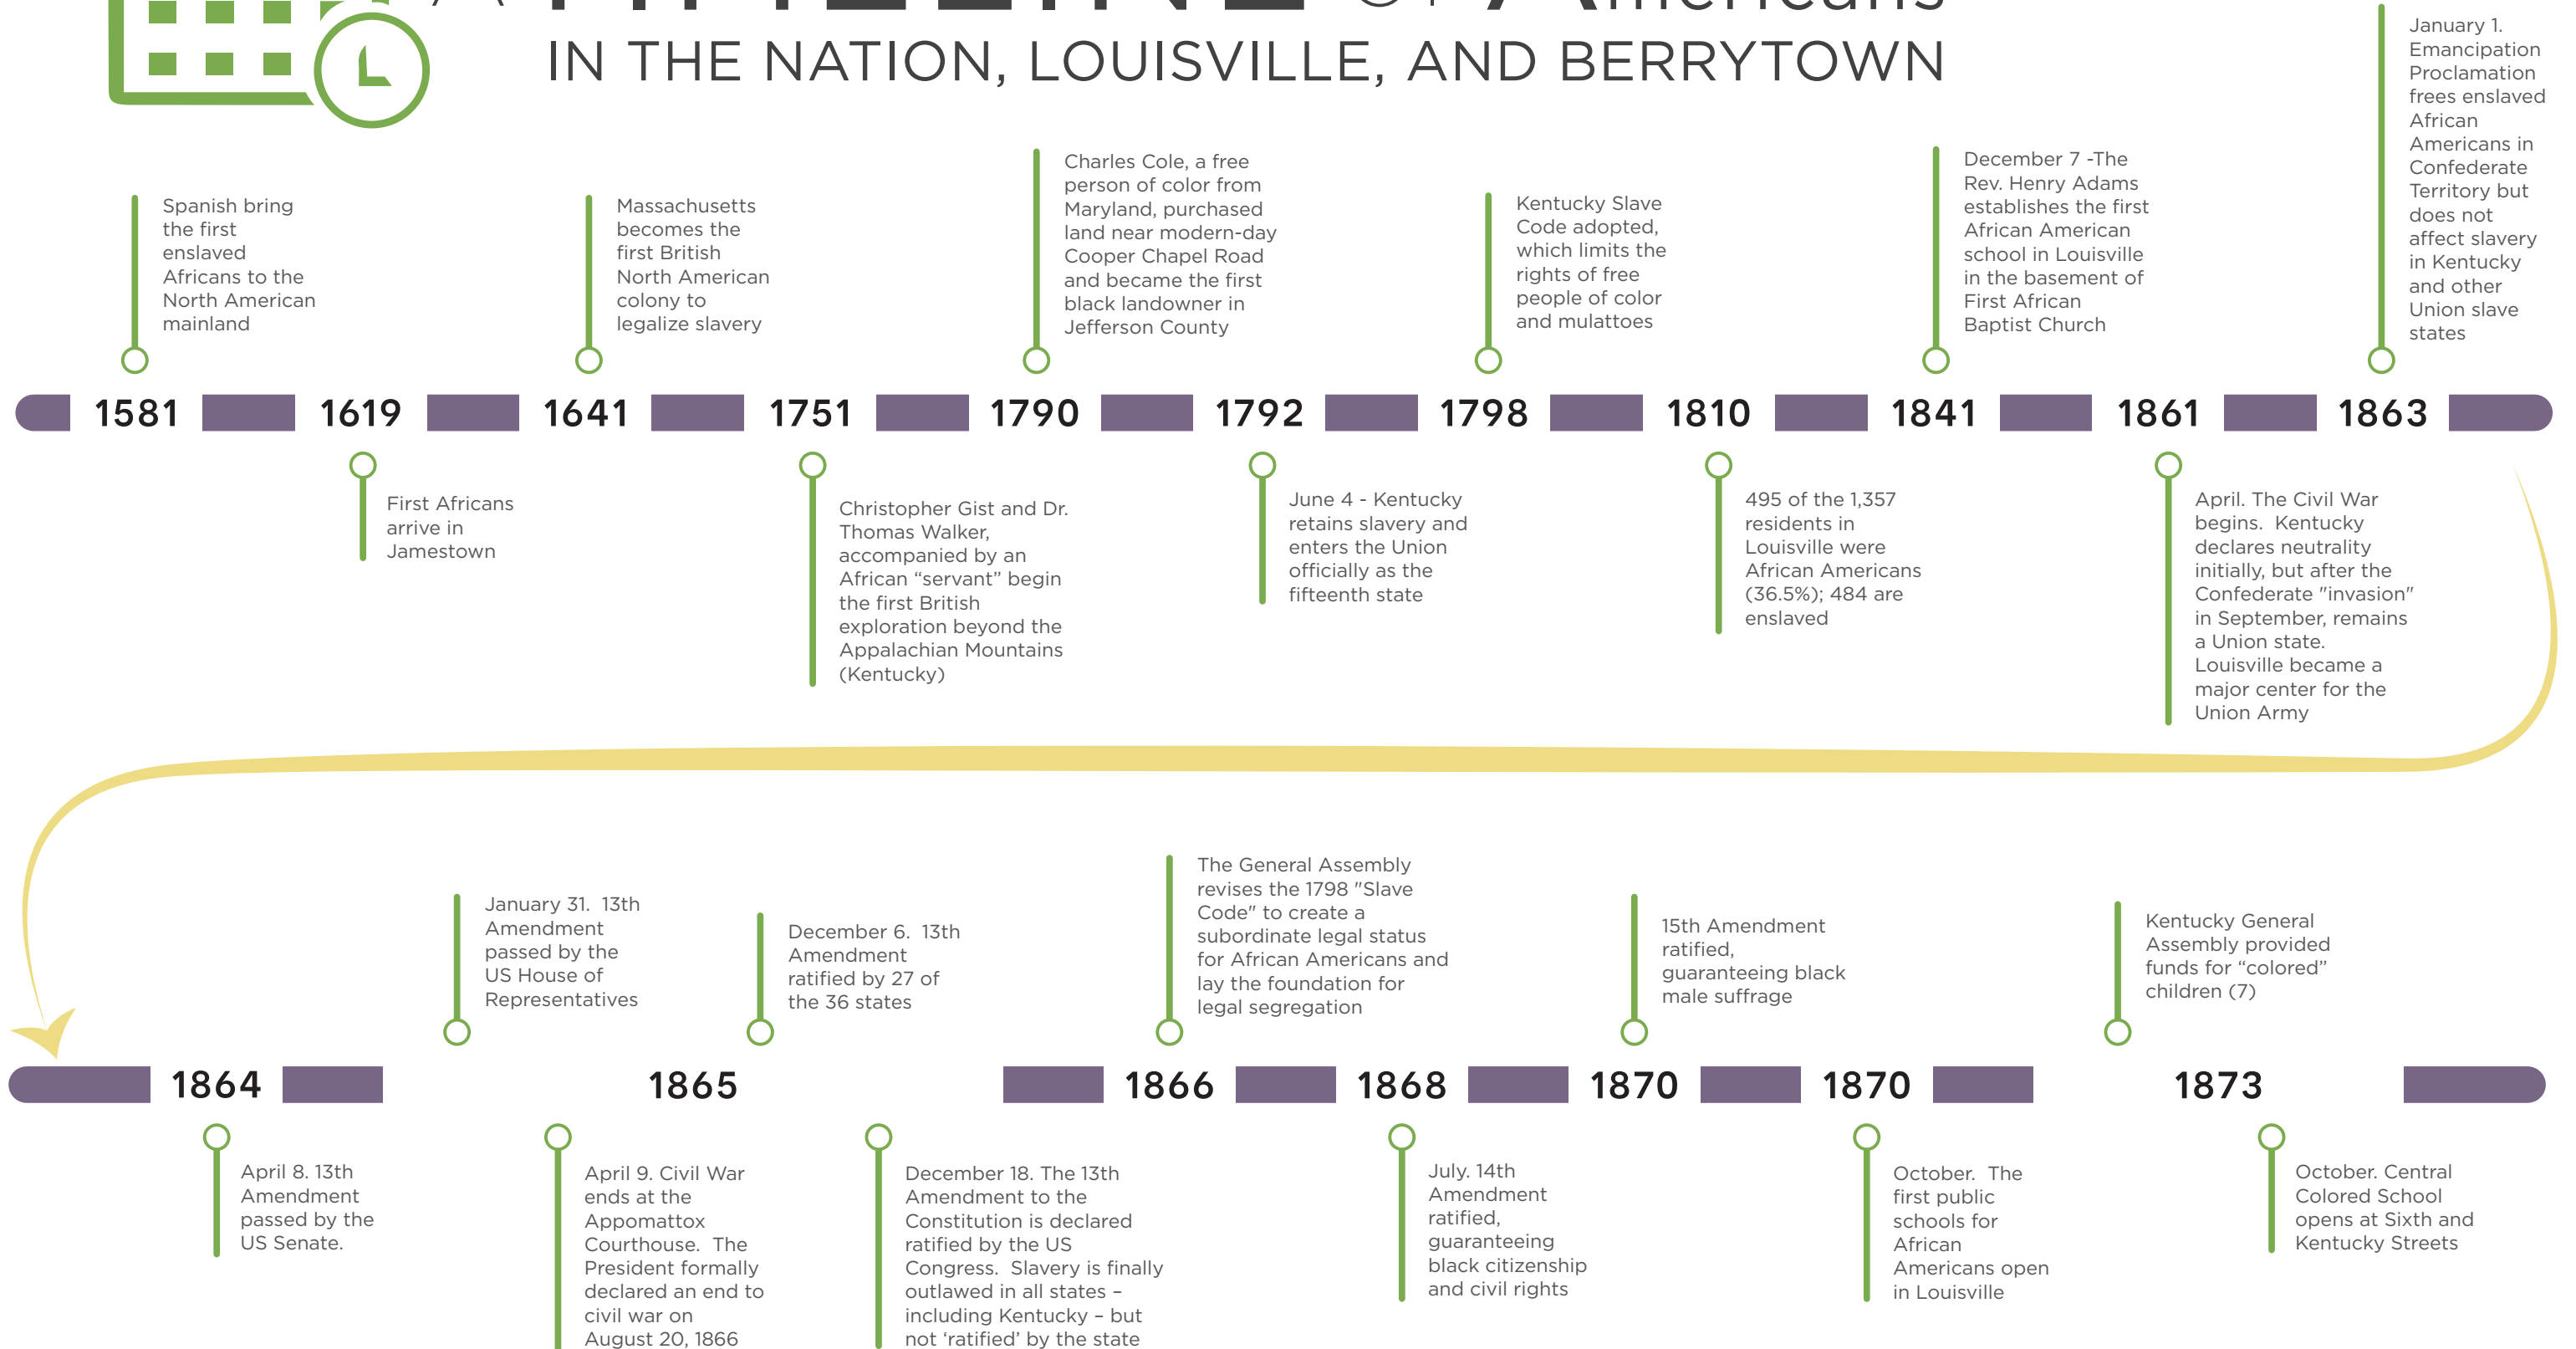 IN THE NATION, LOUISVILLE, AND BERRYTOWN
Spanish bring
the first
enslaved
Africans to the
North American
mainland
Massachusetts
becomes the
first British
North American
colony to
legalize slavery
Charles Cole, a free
person of color from
Maryland, purchased
land near modern-day
Cooper Chapel Road
and became the first
black landowner in
Jefferson County
Kentucky Slave
Code adopted,
which limits the
rights of free
people of color
and mulattoes
December 7 -The
Rev. Henry Adams
establishes the first
African American
school in Louisville
in the basement of
First African
Baptist Church
January 1.
Emancipation
Proclamation
frees enslaved
African
Americans in
Confederate
Territory but
does not
affect slavery
in Kentucky
and other
Union slave
states
1581 1619 1641 1751 1790 1792 1798 1810 1841 1861 1863
First Africans
arrive in
Jamestown
Christopher Gist and Dr.
Thomas Walker,
accompanied by an
African “servant” begin
the first British
exploration beyond the
Appalachian Mountains
(Kentucky)
June 4 - Kentucky
retains slavery and
enters the Union
officially as the
fifteenth state
495 of the 1,357
residents in
Louisville were
African Americans
(36.5%); 484 are
enslaved
April. The Civil War
begins.  Kentucky
declares neutrality
initially, but after the
Confederate "invasion"
in September, remains
a Union state.
Louisville became a
major center for the
Union Army
January 31.  13th
Amendment
passed by the
US House of
Representatives
December 6.  13th
Amendment
ratified by 27 of
the 36 states
The General Assembly
revises the 1798 "Slave
Code" to create a
subordinate legal status
for African Americans and
lay the foundation for
legal segregation
15th Amendment
ratified,
guaranteeing black
male suffrage
Kentucky General
Assembly provided
funds for “colored”
children (7)
1864 1865 1866 1868 1870 1870 1873
April 8. 13th
Amendment
passed by the
US Senate.
April 9. Civil War
ends at the
Appomattox
Courthouse.  The
President formally
declared an end to
civil war on
August 20, 1866
December 18. The 13th
Amendment to the
Constitution is declared
ratified by the US
Congress.  Slavery is finally
outlawed in all states –
including Kentucky – but
not ‘ratified’ by the state
July. 14th
Amendment
ratified,
guaranteeing
black citizenship
and civil rights
October.  The
first public
schools for
African
Americans open
in Louisville
October. Central
Colored School
opens at Sixth and
Kentucky Streets